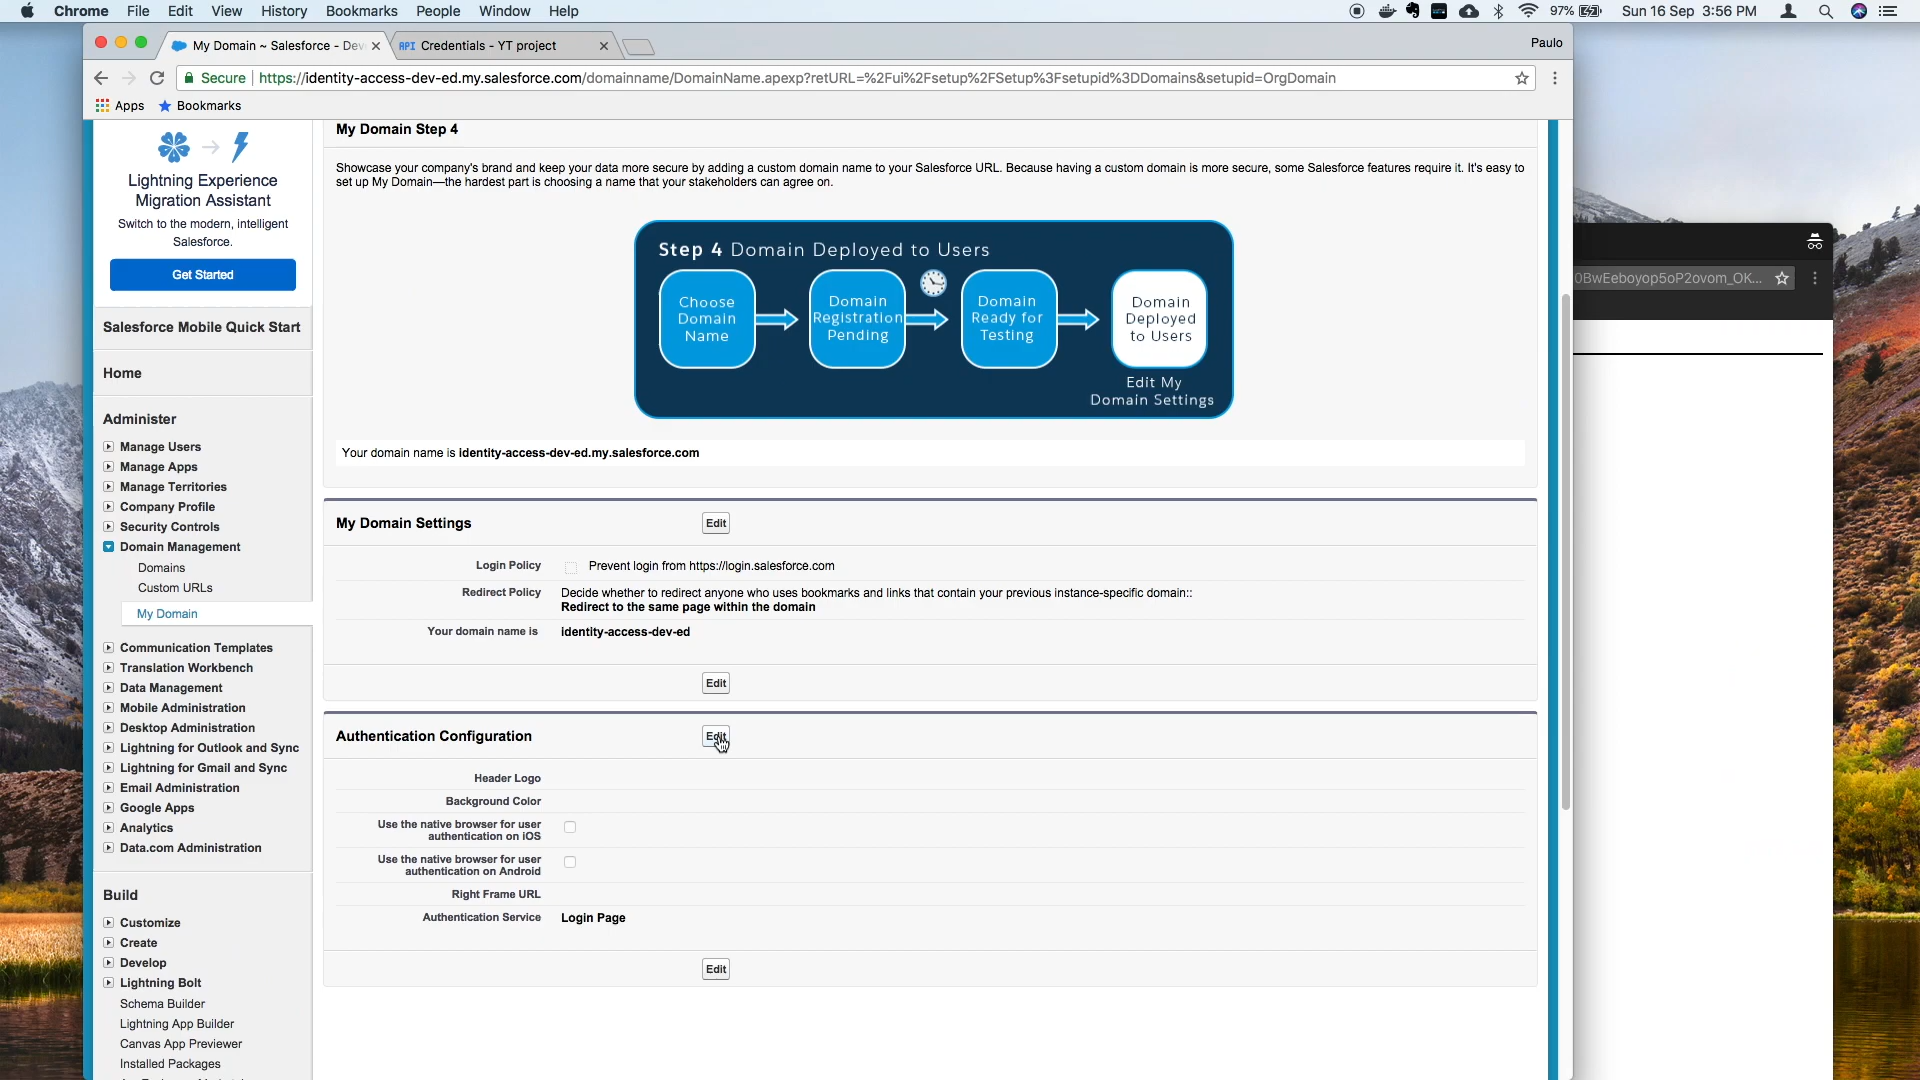 Chrome File Edit View History Bookmarks People Window Help
97% Sun 16 Sep 3:56 PM
My Domain ~ Salesforce - Dev
API Credentials - YT project
Paulo
Secure https://identity-access-dev-ed.my.salesforce.com/domainname/DomainName.apexp?retURL=%2Fui%2Fsetup%2FSetup%3Fsetupid%3DDomains&setupid=OrgDomain
Apps Bookmarks
0BwEeboyop5oP2ovom_OK...
Lightning Experience
Migration Assistant
Switch to the modern, intelligent
Salesforce.
Get Started
Salesforce Mobile Quick Start
Home
Administer
Manage Users
Manage Apps
Manage Territories
Company Profile
Security Controls
Domain Management
Domains
Custom URLs
My Domain
Communication Templates
Translation Workbench
Data Management
Mobile Administration
Desktop Administration
Lightning for Outlook and Sync
Lightning for Gmail and Sync
Email Administration
Google Apps
Analytics
Data.com Administration
Build
Customize
Create
Develop
Lightning Bolt
Schema Builder
Lightning App Builder
Canvas App Previewer
Installed Packages
My Domain Step 4
Showcase your company's brand and keep your data more secure by adding a custom domain name to your Salesforce URL. Because having a custom domain is more secure, some Salesforce features require it. It's easy to
set up My Domain—the hardest part is choosing a name that your stakeholders can agree on.
Step 4 Domain Deployed to Users
Choose
Domain
Name
Domain
Registration
Pending
Domain
Ready for
Testing
Domain
Deployed
to Users
Edit My
Domain Settings
Your domain name is identity-access-dev-ed.my.salesforce.com
My Domain Settings Edit
Login Policy Prevent login from https://login.salesforce.com
Redirect Policy Decide whether to redirect anyone who uses bookmarks and links that contain your previous instance-specific domain::
Redirect to the same page within the domain
Your domain name is identity-access-dev-ed
Edit
Authentication Configuration Edit
Header Logo
Background Color
Use the native browser for user
authentication on iOS
Use the native browser for user
authentication on Android
Right Frame URL
Authentication Service Login Page
Edit